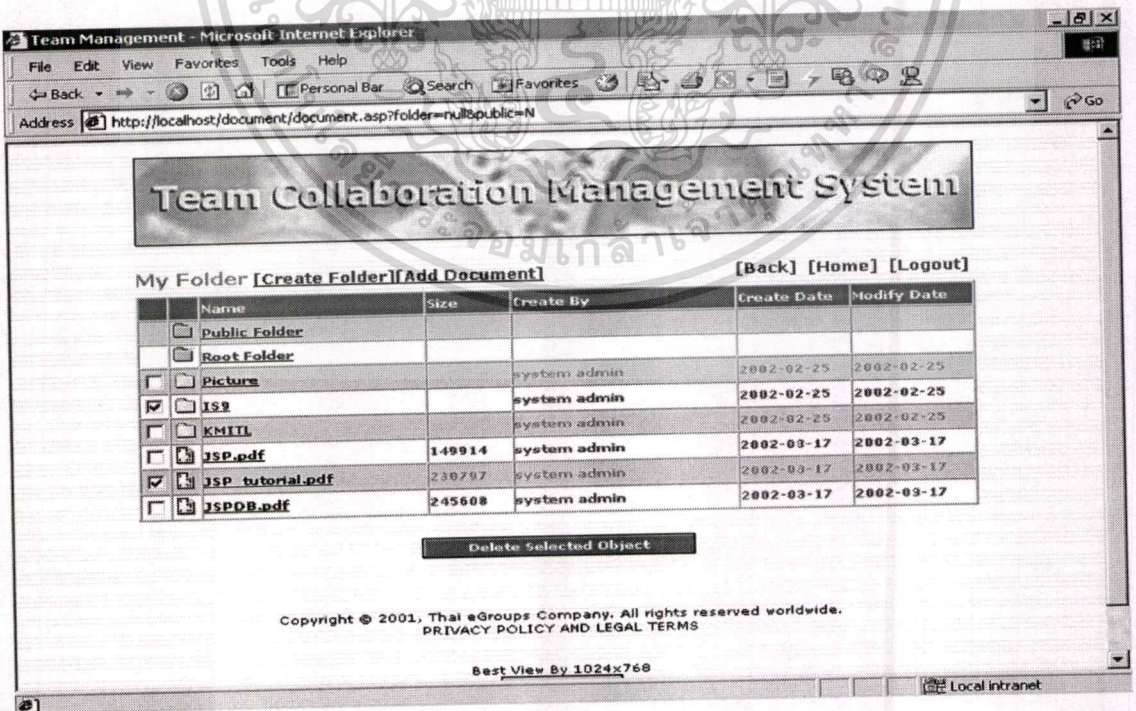 Team Management - Microsoft Internet Explorer
File Edit View Favorites Tools Help
Back Personal Bar Search Favorites
Address http://localhost/document/document.asp?folder=null&public=N Go
Team Collaboration Management System
My Folder [Create Folder][Add Document] [Back] [Home] [Logout]
Name Size Create By Create Date Modify Date
Public Folder
Root Folder
Picture system admin 2002-02-25 2002-02-25
IS9 system admin 2002-02-25 2002-02-25
KMITL system admin 2002-02-25 2002-02-25
JSP.pdf 149914 system admin 2002-03-17 2002-03-17
JSP_tutorial.pdf 230797 system admin 2002-03-17 2002-03-17
JSPDB.pdf 245608 system admin 2002-03-17 2002-03-17
Delete Selected Object
Copyright © 2001, Thai eGroups Company. All rights reserved worldwide.
PRIVACY POLICY AND LEGAL TERMS
Best View By 1024x768
Local intranet